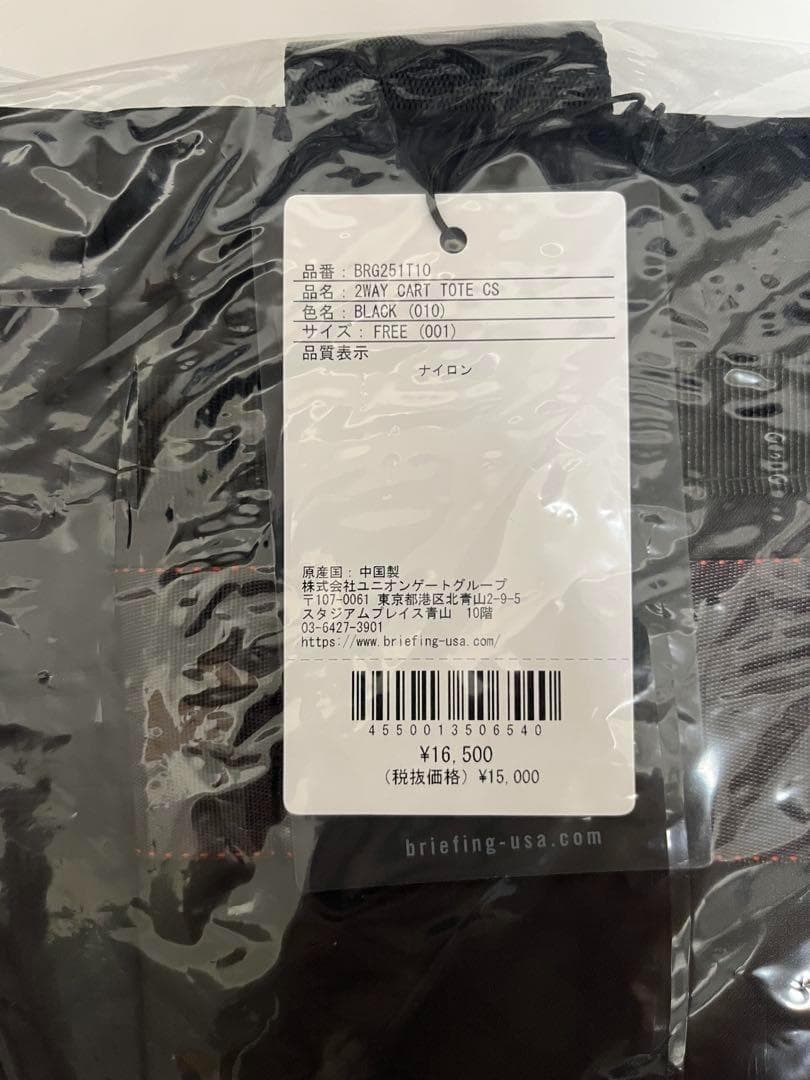 品番 : BRG251T10
品名 : 2WAY CART TOTE CS
色名 : BLACK (010)
サイズ : FREE (001)
品質表示
ナイロン
原産国 : 中国製
株式会社ユニオンゲートグループ
〒107-0061 東京都港区北青山2-9-5
スタジアムプレイス青山 10階
03-6427-3901
https://www.briefing-usa.com/
4550013506540
¥16,500
(税抜価格) ¥15,000
briefing-usa.com